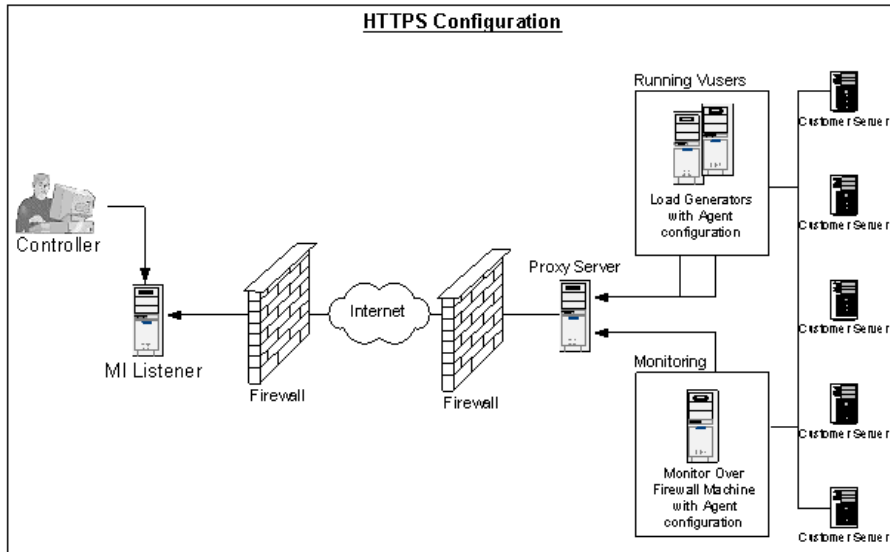 HTTPS Configuration
Running Vusers
Load Generators
with Agent
configuration
Customer Server
Customer Server
Customer Server
Customer Server
Customer Server
Controller
MI Listener
Firewall
Internet
Firewall
Proxy Server
Monitoring
Monitor Over
Firewall Machine
with Agent
configuration